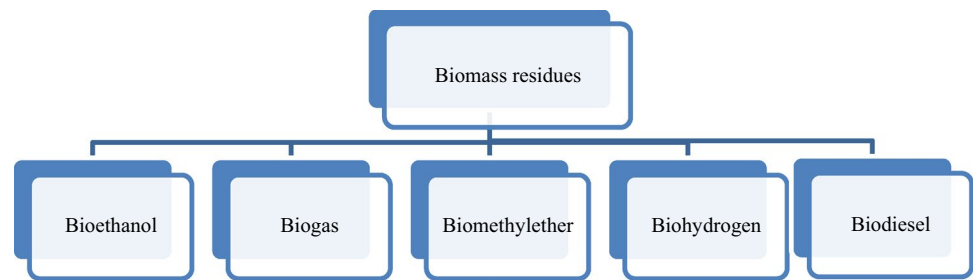 Biomass residues
Bioethanol
Biogas
Biomethylether
Biohydrogen
Biodiesel